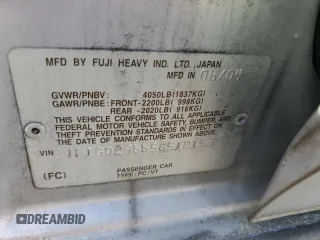 MFD BY FUJI HEAVY IND. LTD.,JAPAN
MFD IN 05/04
GVWR/PNBV: 4050LB(1837KG)
GAWR/PNBE: FRONT-2200LB( 998KG)
REAR -2020LB( 916KG)
THIS VEHICLE CONFORMS TO ALL APPLICABLE
FEDERAL MOTOR VEHICLE SAFETY, BUMPER,
AND THEFT PREVENTION STANDARDS IN EFFECT
ON THE DATE OF MANUFACTURE SHOWN ABOVE.
VIN
PASSENGER CAR
(FC) TYPE:PC/VT
AutoBidMaster